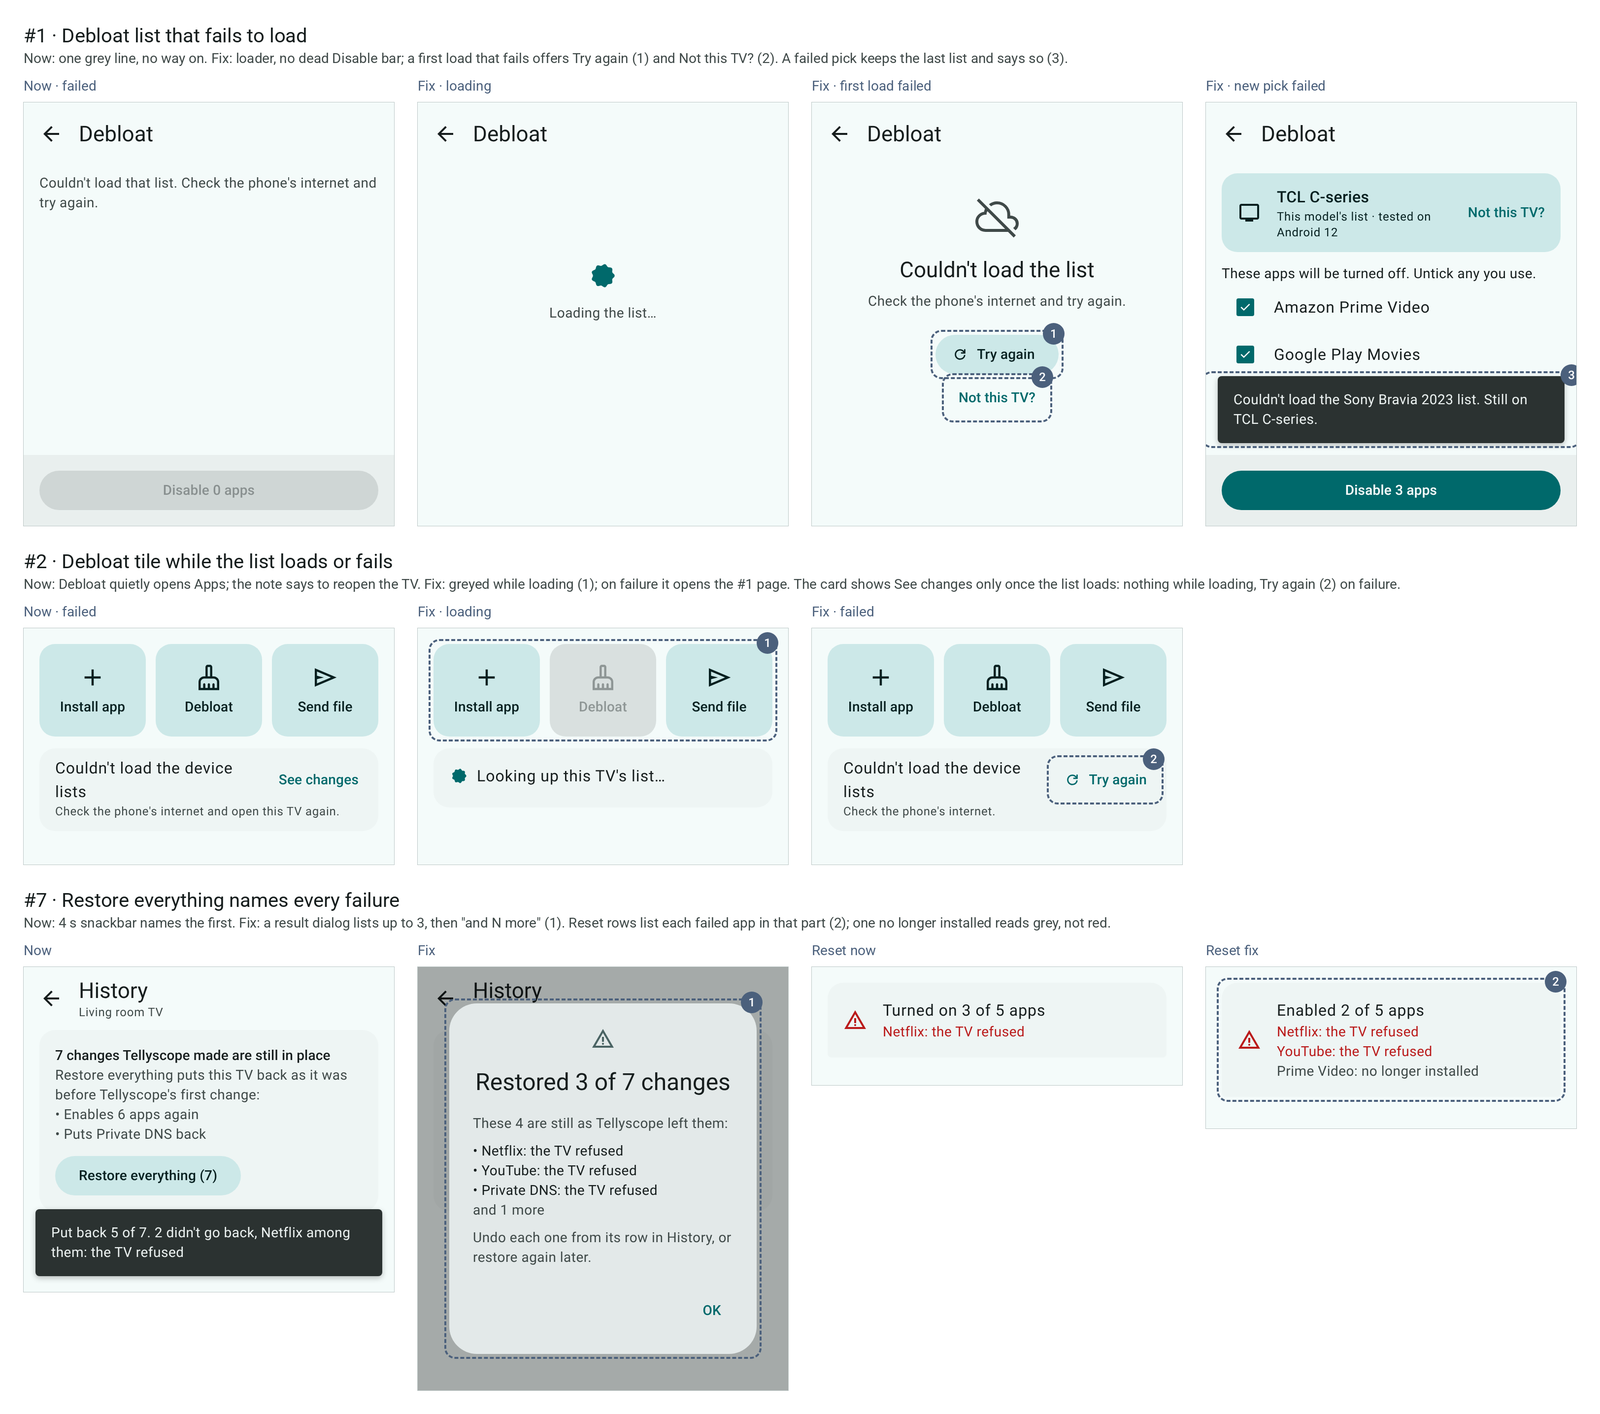 #1 · Debloat list that fails to load
Now: one grey line, no way on. Fix: loader, no dead Disable bar; a first load that fails offers Try again (1) and Not this TV? (2). A failed pick keeps the last list and says so (3).
Now · failed
Debloat
Couldn't load that list. Check the phone's internet and
try again.
Disable 0 apps
Fix · loading
Debloat
Loading the list…
Fix · first load failed
Debloat
Couldn't load the list
Check the phone's internet and try again.
1
Try again
2
Not this TV?
Fix · new pick failed
Debloat
TCL C-series
This model's list · tested on
Android 12
Not this TV?
These apps will be turned off. Untick any you use.
Amazon Prime Video
Google Play Movies
3
Couldn't load the Sony Bravia 2023 list. Still on
TCL C-series.
Disable 3 apps
#2 · Debloat tile while the list loads or fails
Now: Debloat quietly opens Apps; the note says to reopen the TV. Fix: greyed while loading (1); on failure it opens the #1 page. The card shows See changes only once the list loads: nothing while loading, Try again (2) on failure.
Now · failed
Install app
Debloat
Send file
Couldn't load the device
lists
See changes
Check the phone's internet and open this TV again.
Fix · loading
1
Install app
Debloat
Send file
Looking up this TV's list…
Fix · failed
Install app
Debloat
Send file
Couldn't load the device
lists
2
Try again
Check the phone's internet.
#7 · Restore everything names every failure
Now: 4 s snackbar names the first. Fix: a result dialog lists up to 3, then "and N more" (1). Reset rows list each failed app in that part (2); one no longer installed reads grey, not red.
Now
History
Living room TV
7 changes Tellyscope made are still in place
Restore everything puts this TV back as it was
before Tellyscope's first change:
• Enables 6 apps again
• Puts Private DNS back
Restore everything (7)
Put back 5 of 7. 2 didn't go back, Netflix among
them: the TV refused
Fix
History
1
Restored 3 of 7 changes
These 4 are still as Tellyscope left them:
• Netflix: the TV refused
• YouTube: the TV refused
• Private DNS: the TV refused
and 1 more
Undo each one from its row in History, or
restore again later.
OK
Reset now
Turned on 3 of 5 apps
Netflix: the TV refused
Reset fix
2
Enabled 2 of 5 apps
Netflix: the TV refused
YouTube: the TV refused
Prime Video: no longer installed